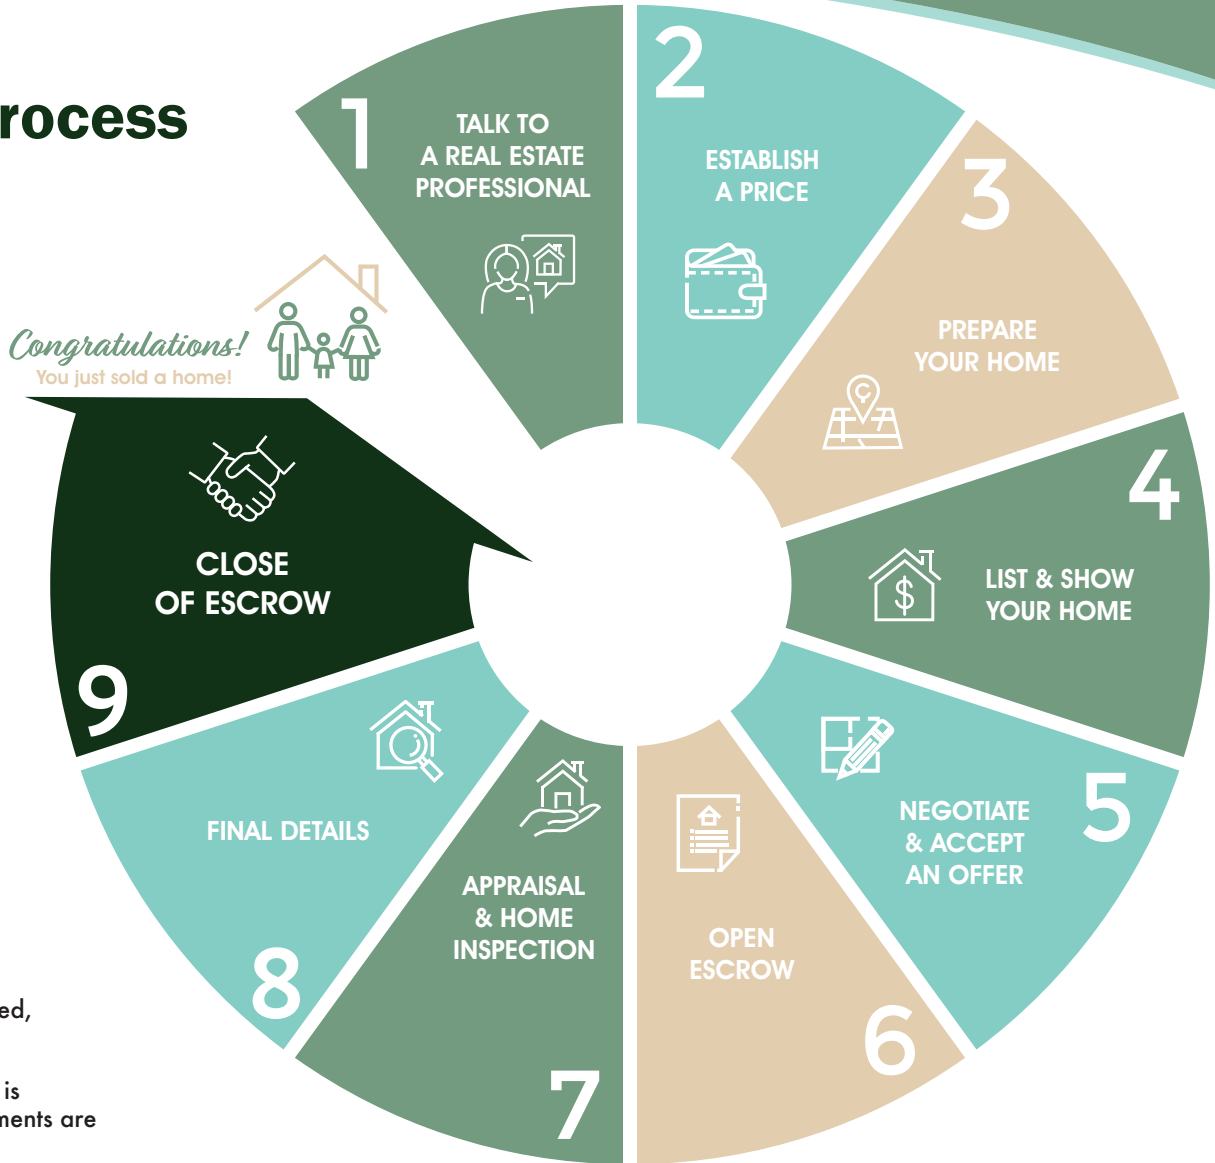 rocess
1
TALK TO
A REAL ESTATE
PROFESSIONAL
2
ESTABLISH
A PRICE
3
PREPARE
YOUR HOME
4
LIST & SHOW
YOUR HOME
5
NEGOTIATE
& ACCEPT
AN OFFER
6
OPEN
ESCROW
7
APPRAISAL
& HOME
INSPECTION
8
FINAL DETAILS
9
CLOSE
OF ESCROW
Congratulations!
You just sold a home!
ed,
is
ments are